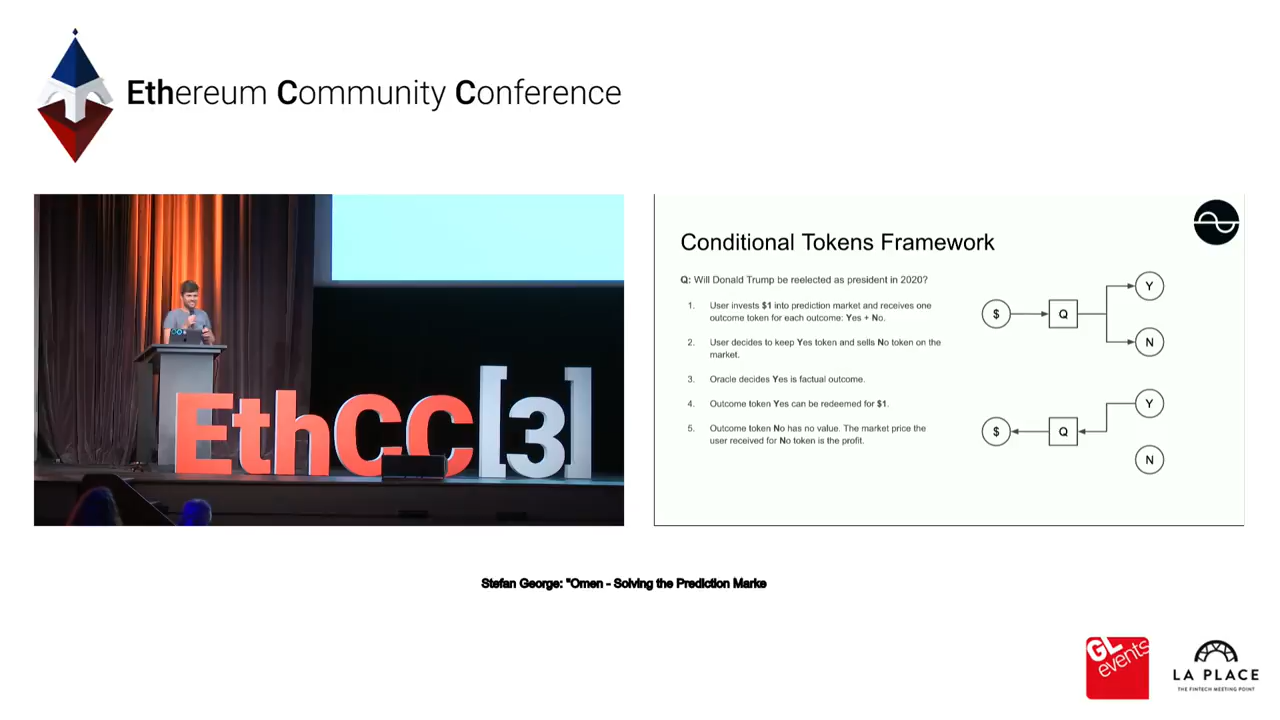 Ethereum Community Conference
EthCC[3]
Conditional Tokens Framework
Q: Will Donald Trump be reelected as president in 2020?
1. User invests $1 into prediction market and receives one
outcome token for each outcome: Yes + No.
2. User decides to keep Yes token and sells No token on the
market.
3. Oracle decides Yes is factual outcome.
4. Outcome token Yes can be redeemed for $1.
5. Outcome token No has no value. The market price the
user received for No token is the profit.
$
Q
Y
N
$
Q
Y
N
Stefan George: "Omen - Solving the Prediction Marke
GL
events
LA PLACE
THE FINTECH MEETING POINT